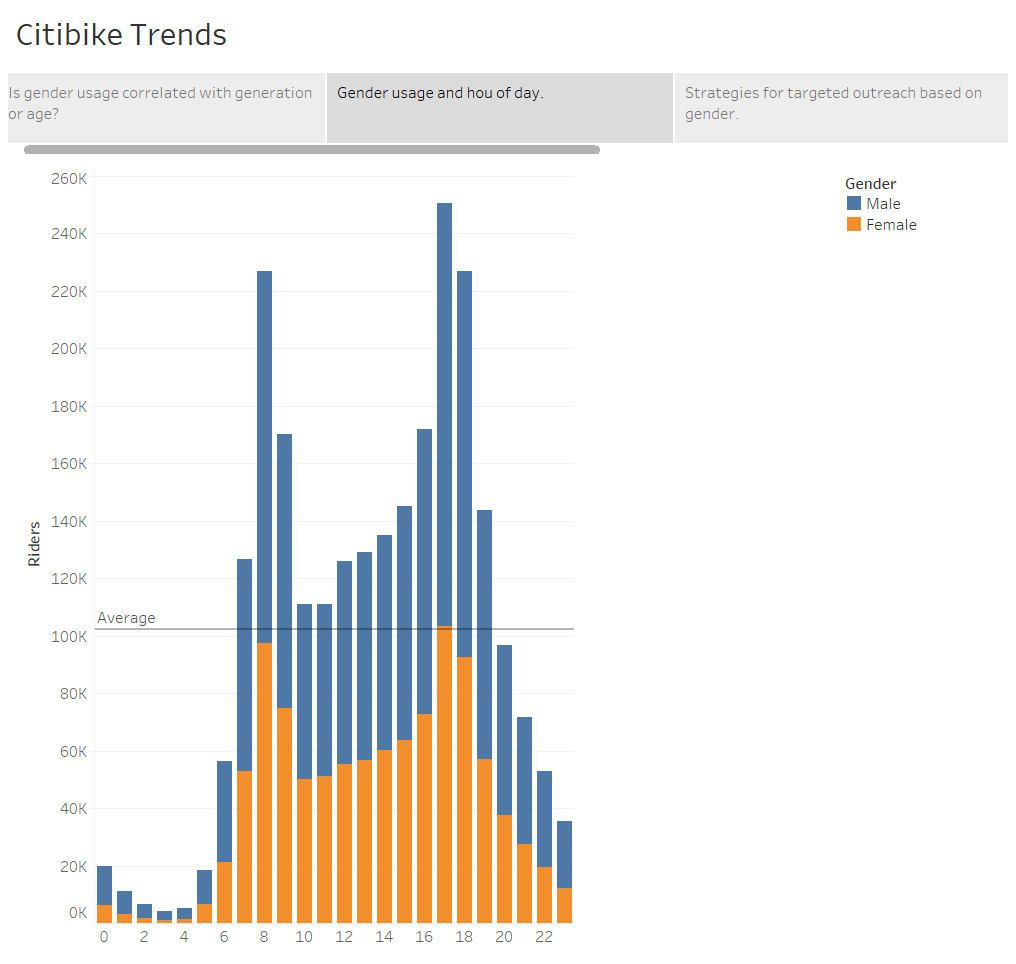 Citibike Trends
Is gender usage correlated with generation
or age?
Gender usage and hou of day.
Strategies for targeted outreach based on
gender.
Gender
Male
Female
260K
240K
220K
200K
180K
160K
140K
120K
100K
80K
60K
40K
20K
0K
Riders
Average
0 2 4 6 8 10 12 14 16 18 20 22